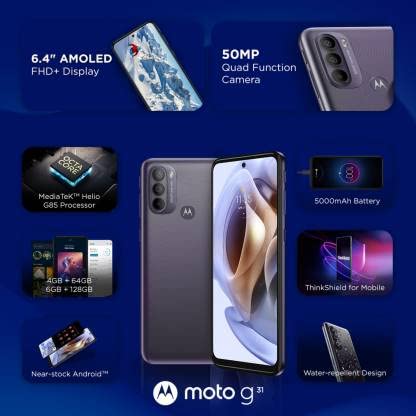 6.4" AMOLED
FHD+ Display
50MP
Quad Function
Camera
OCTA
CORE
MediaTeK™ Helio
G85 Processor
5000mAh Battery
4GB + 64GB
6GB + 128GB
ThinkShield for Mobile
Near-stock Android™
Water-repellent Design
moto g³¹